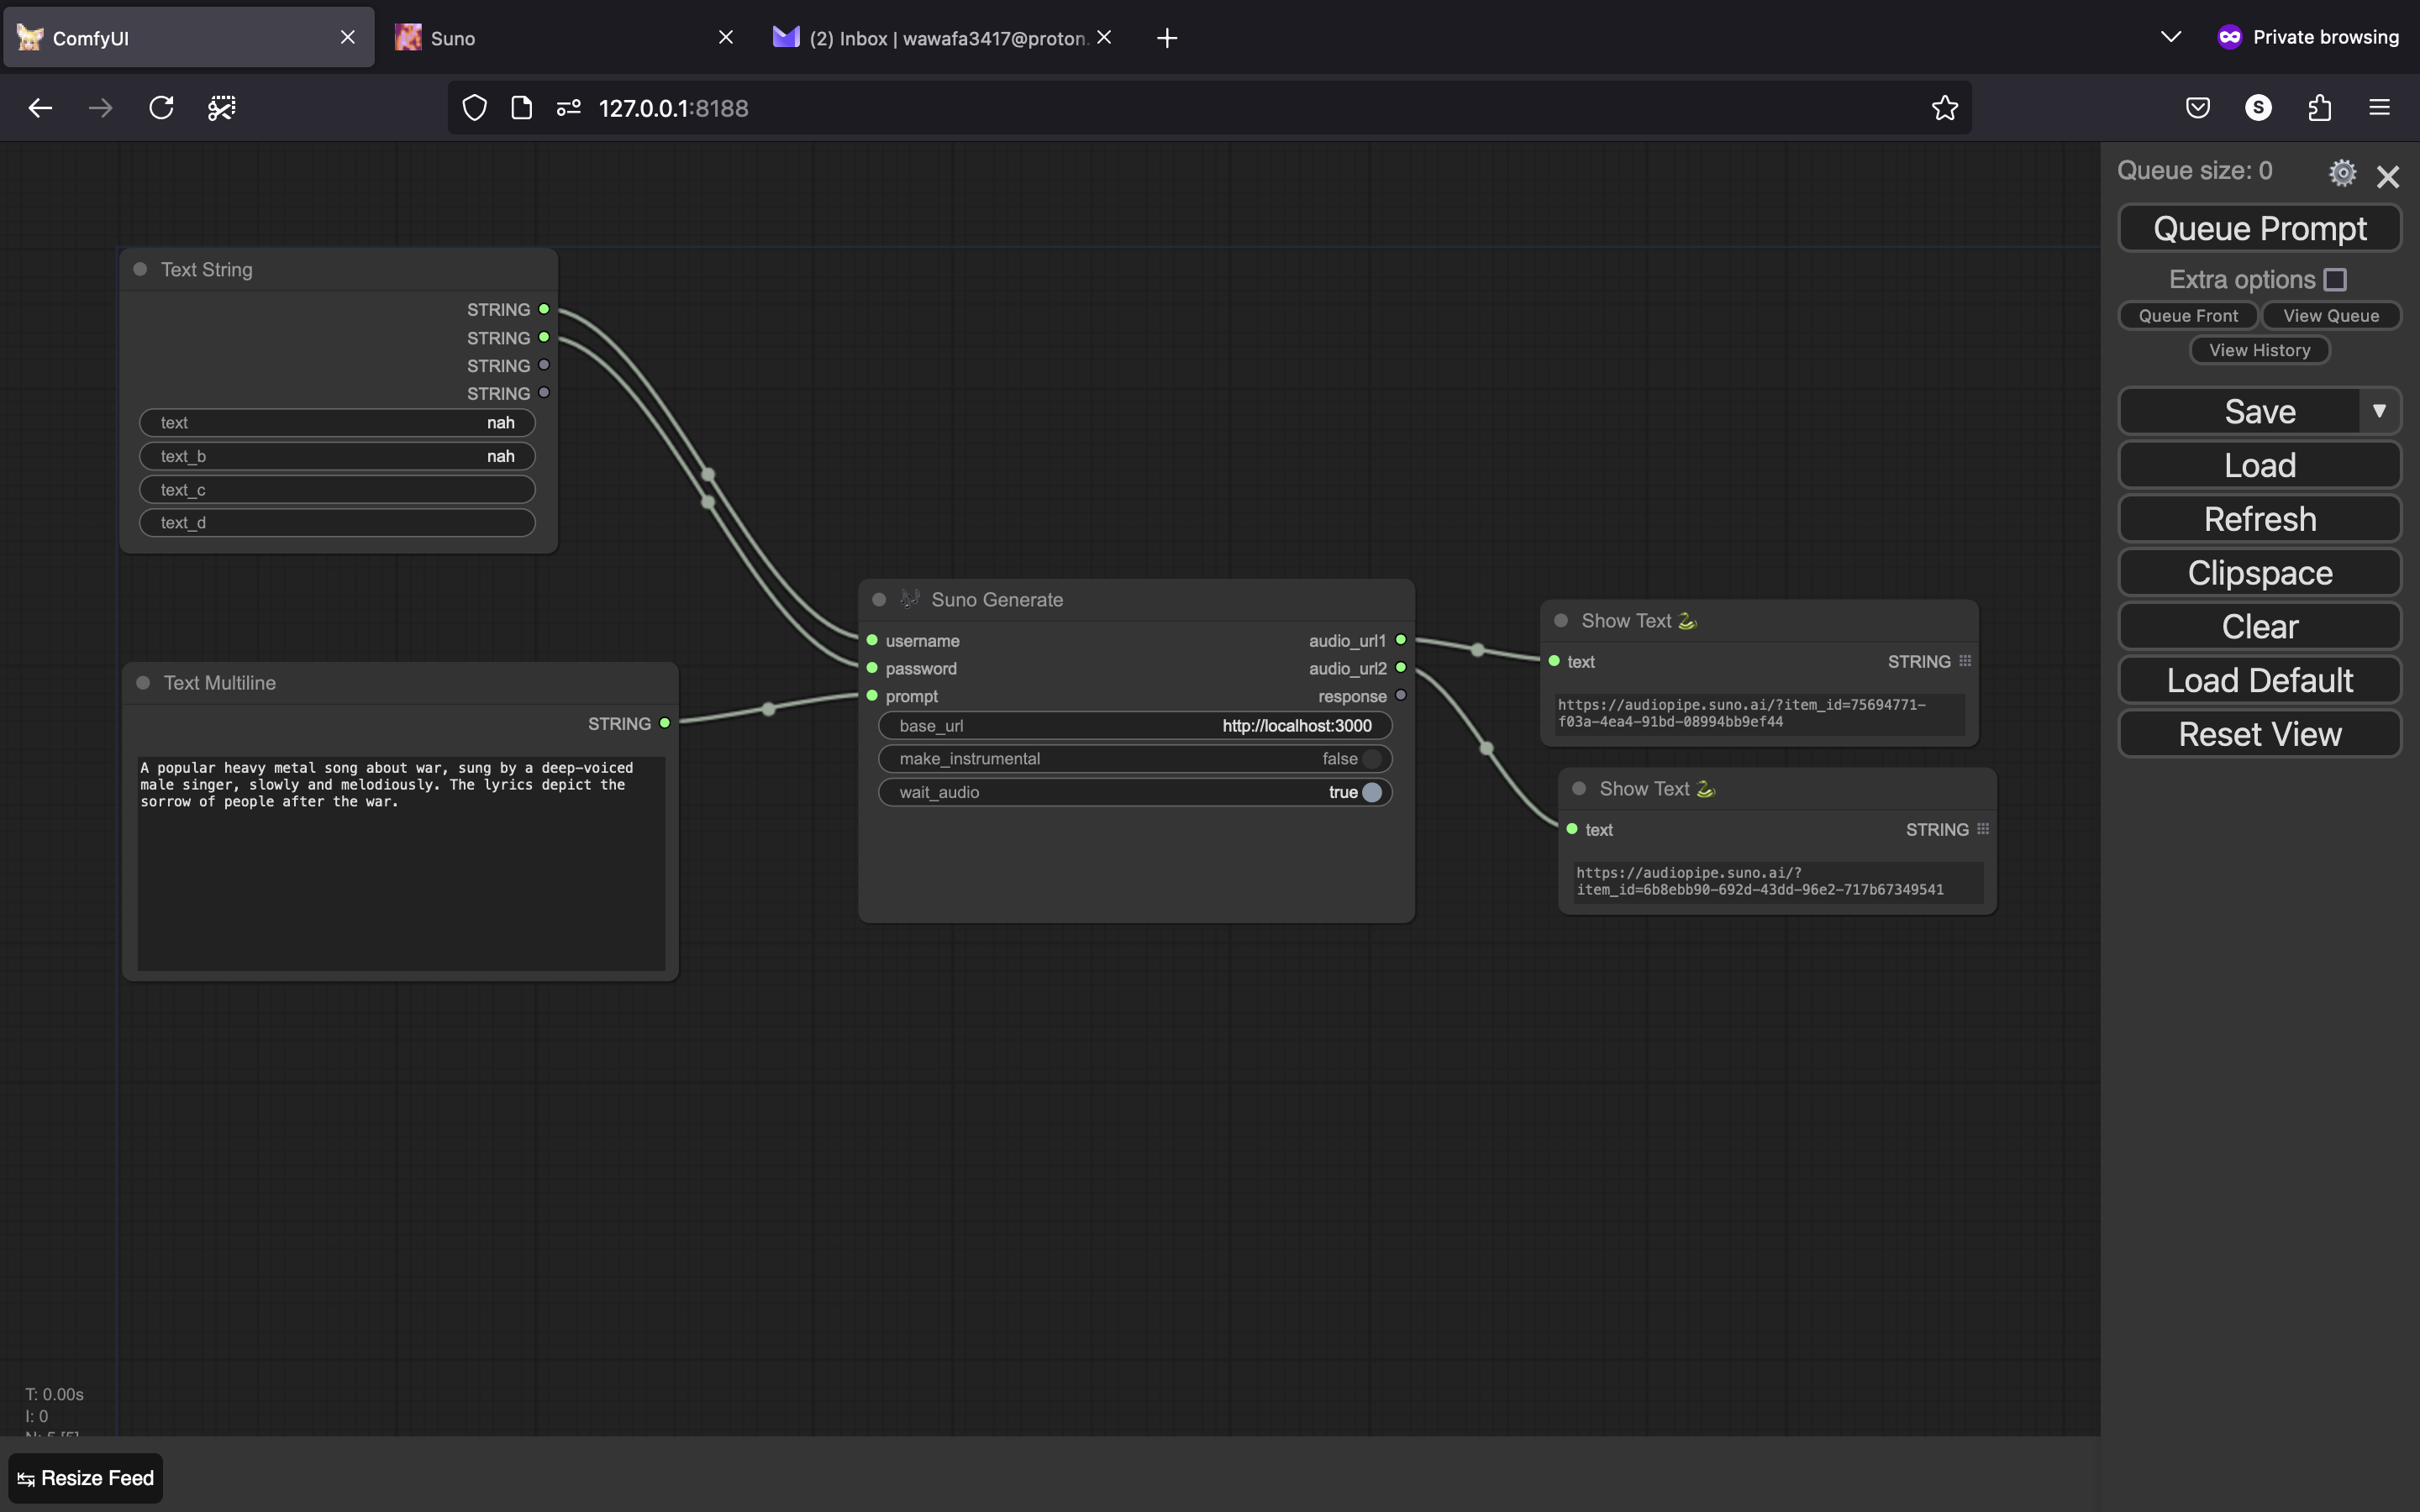 ComfyUI
Suno
(2) Inbox | wawafa3417@proton.
Private browsing
127.0.0.1:8188
Queue size: 0
Queue Prompt
Extra options
Queue Front
View Queue
View History
Save
Load
Refresh
Clipspace
Clear
Load Default
Reset View
Text String
STRING
STRING
STRING
STRING
text nah
text_b nah
text_c
text_d
Text Multiline
STRING
A popular heavy metal song about war, sung by a deep-voiced
male singer, slowly and melodiously. The lyrics depict the
sorrow of people after the war.
Suno Generate
username audio_url1
password audio_url2
prompt response
base_url http://localhost:3000
make_instrumental false
wait_audio true
Show Text
text STRING
https://audiopipe.suno.ai/?item_id=75694771-
f03a-4ea4-91bd-08994bb9ef44
Show Text
text STRING
https://audiopipe.suno.ai/?
item_id=6b8ebb90-692d-43dd-96e2-717b67349541
T: 0.00s
I: 0
N: 5 [5]
Resize Feed